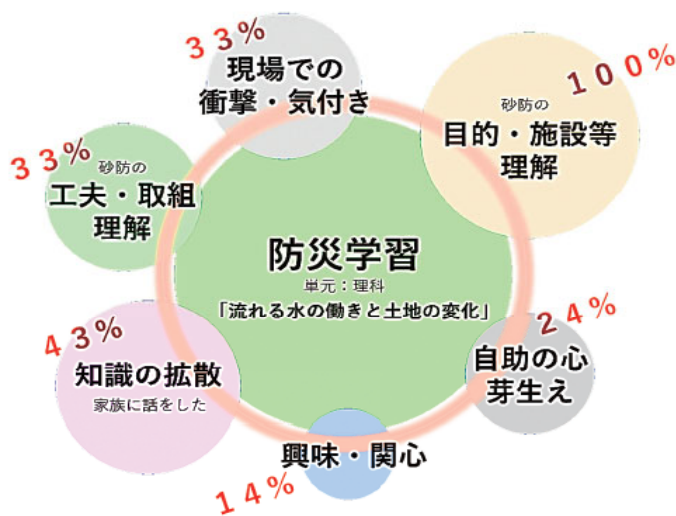 33%
現場での
衝撃・気付き
100%
砂防の
目的・施設等
理解
33%
砂防の
工夫・取組
理解
防災学習
単元：理科
「流れる水の働きと土地の変化」
24%
自助の心
芽生え
43%
知識の拡散
家族に話をした
興味・関心
14%